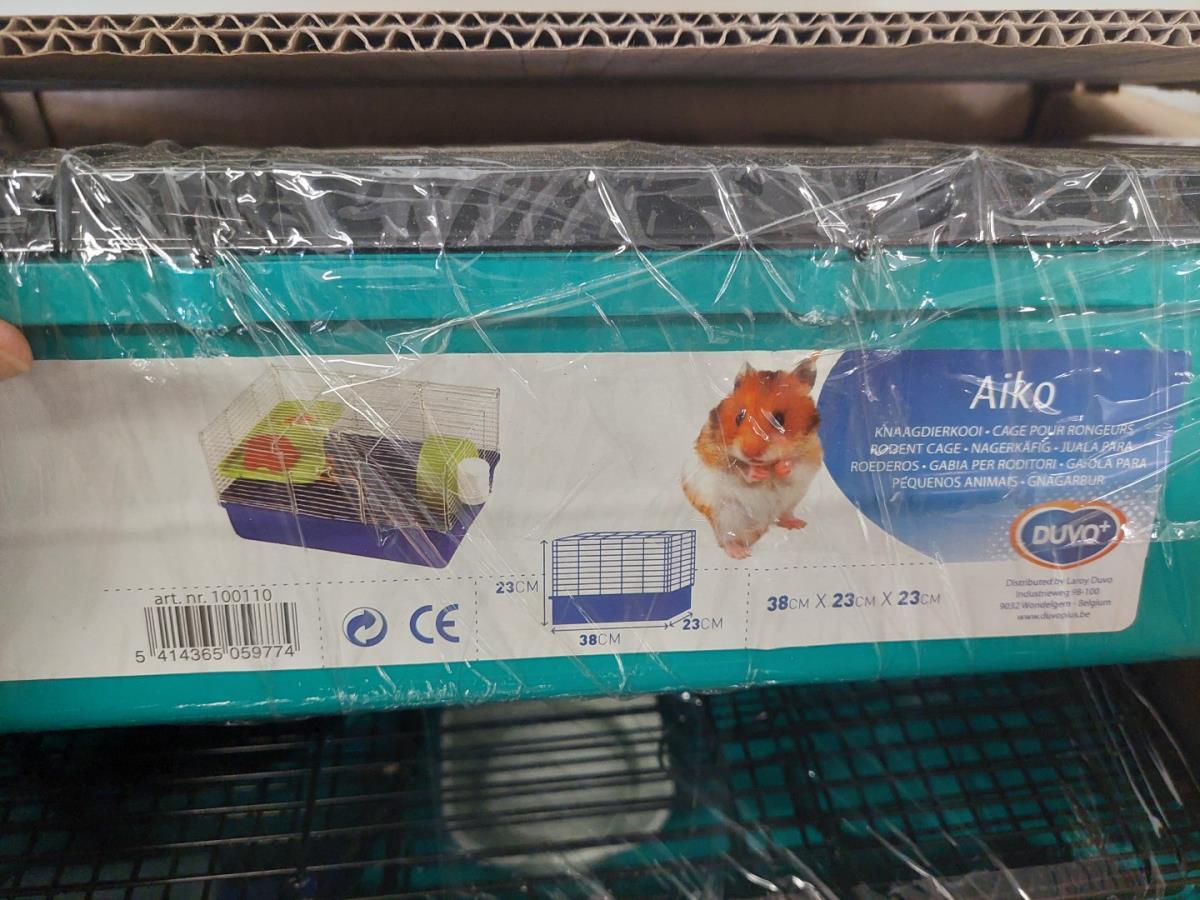 Aiko
KNAAGDIERKOOI • CAGE POUR RONGEURS
RODENT CAGE • NAGERKÄFIG • JUALA PARA
ROEDEROS • GABIA PER RODITORI • GAIOLA PARA
PEQUENOS ANIMAIS • GNAGARBUR
DUVO+
Distributed by Laroy Duvo
Industrieweg 98-100
9032 Wondelgem - Belgium
www.duvoplus.be
art. nr. 100110
5 414365 059774
CE
23CM
38CM
23CM
38CM X 23CM X 23CM